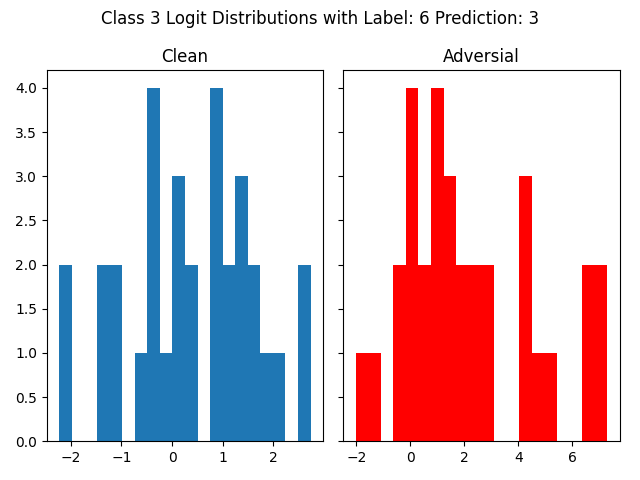 Class 3 Logit Distributions with Label: 6 Prediction: 3
Clean
Adversial
4.0
3.5
3.0
2.5
2.0
1.5
1.0
0.5
0.0
−2 −1 0 1 2
−2 0 2 4 6